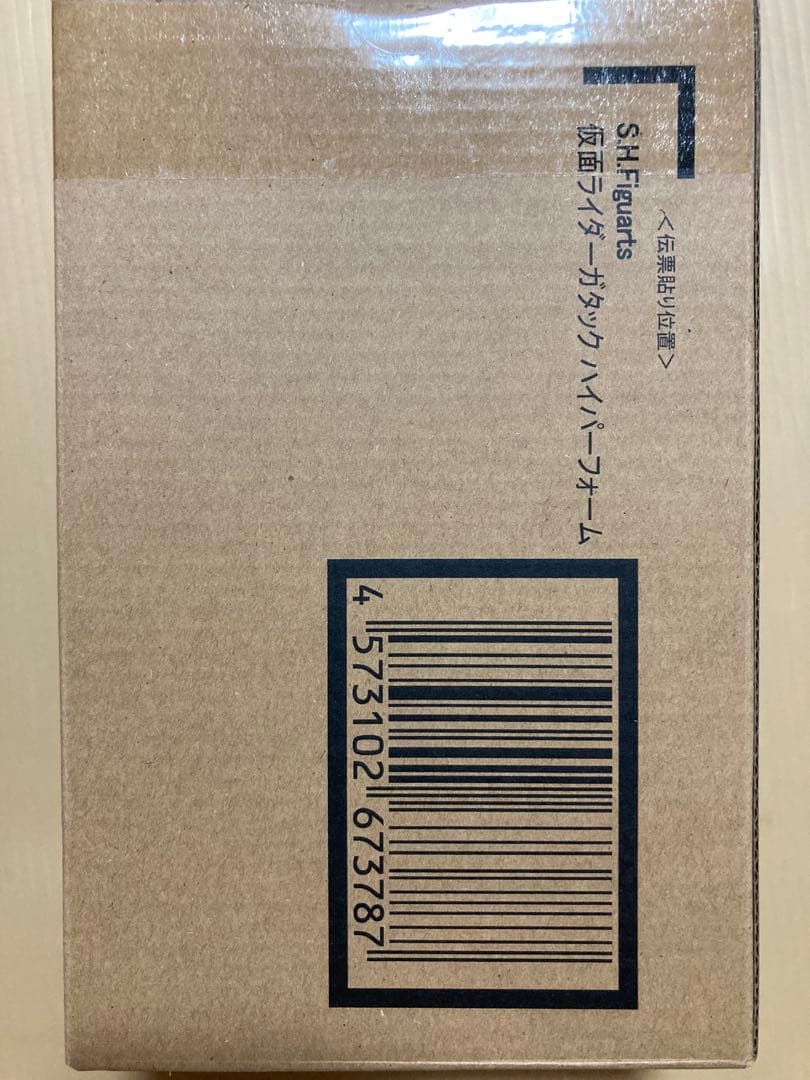 <伝票貼り位置>
S.H.Figuarts
仮面ライダーガタック ハイパーフォーム
4 573102 673787